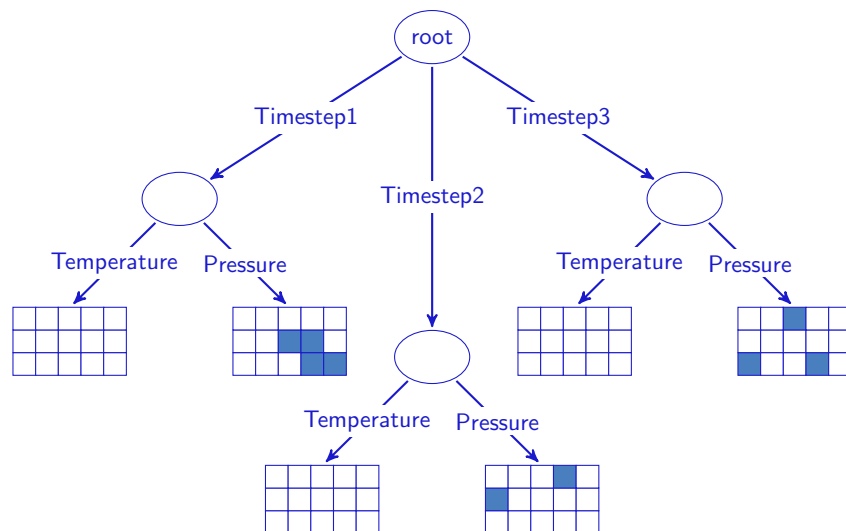 root
Timestep1
Timestep3
Timestep2
Temperature
Pressure
Temperature
Pressure
Temperature
Pressure